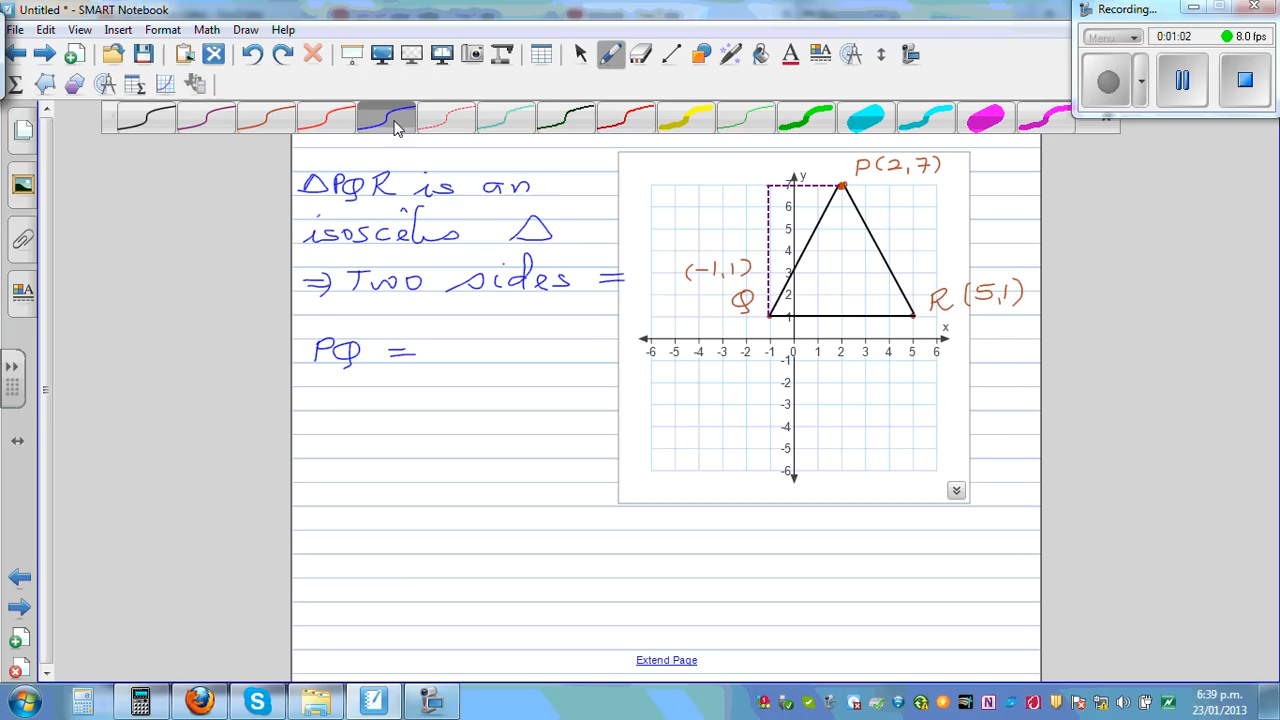 Untitled * - SMART Notebook
File Edit View Insert Format Math Draw Help
Recording...
Menu 0:01:02 8.0 fps
ΔPQR is an
isoscêles Δ
⇒ Two sides =
PQ =
y
P(2,7)
7
6
5
4
3
2
1
(-1,1)
Q
R (5,1)
x
-6 -5 -4 -3 -2 -1 0 1 2 3 4 5 6
-1
-2
-3
-4
-5
-6
Extend Page
6:39 p.m.
23/01/2013